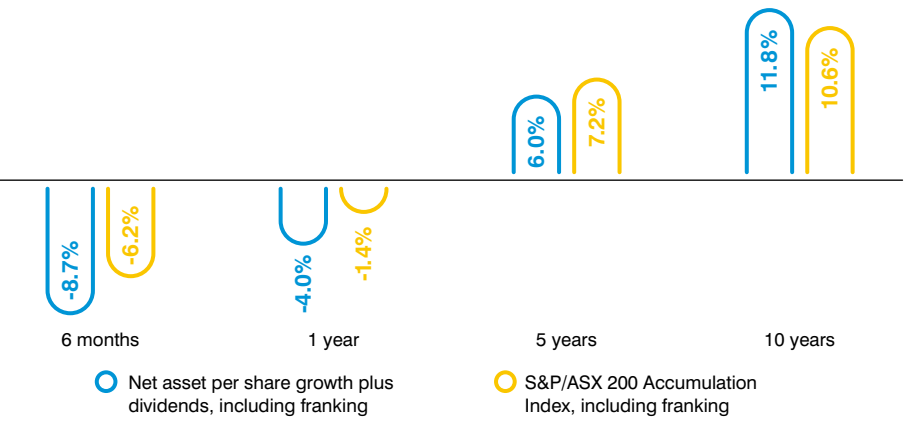 11.8%
10.6%
6.0%
7.2%
-8.7%
-6.2%
-4.0%
-1.4%
6 months
1 year
5 years
10 years
Net asset per share growth plus
dividends, including franking
S&P/ASX 200 Accumulation
Index, including franking